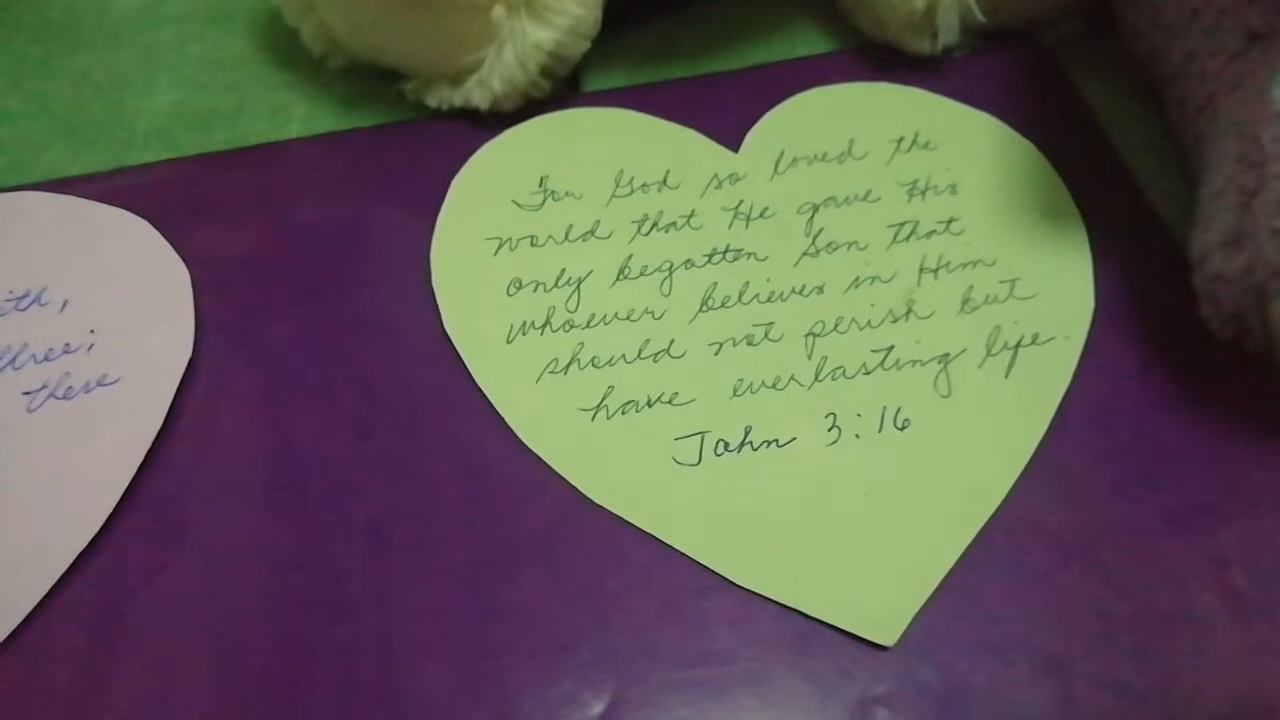 For God so loved the
world that He gave His
only begotten Son that
whoever believes in Him
should not perish but
have everlasting life.
John 3:16
ith,
three;
these